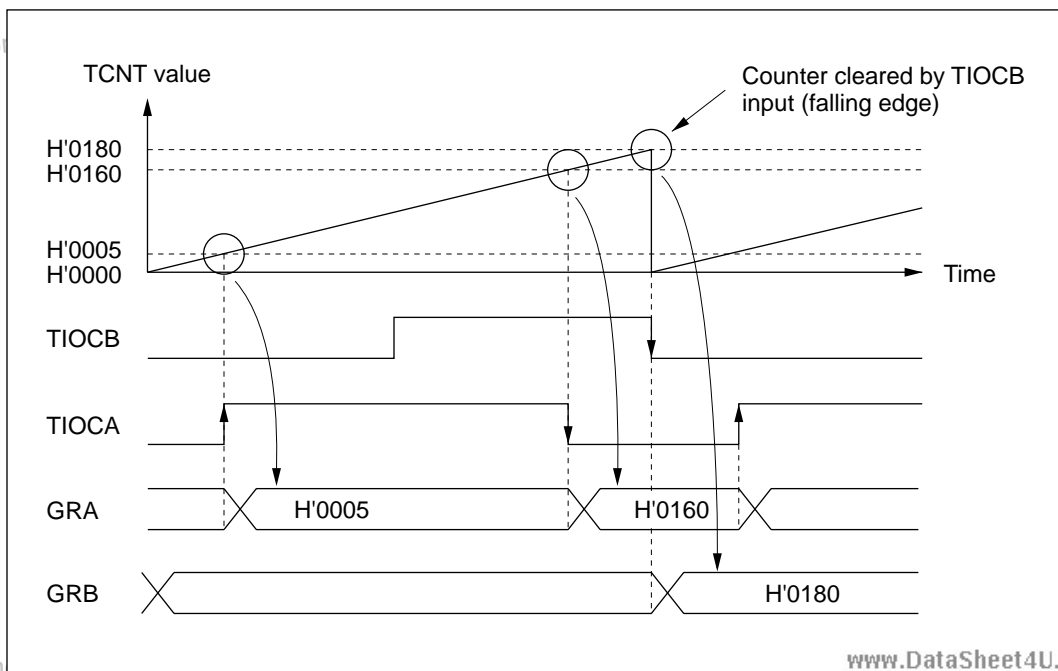 TCNT value
Counter cleared by TIOCB
input (falling edge)
H'0180
H'0160
H'0005
H'0000
Time
TIOCB
TIOCA
GRA
H'0005
H'0160
GRB
H'0180
www.DataSheet4U.